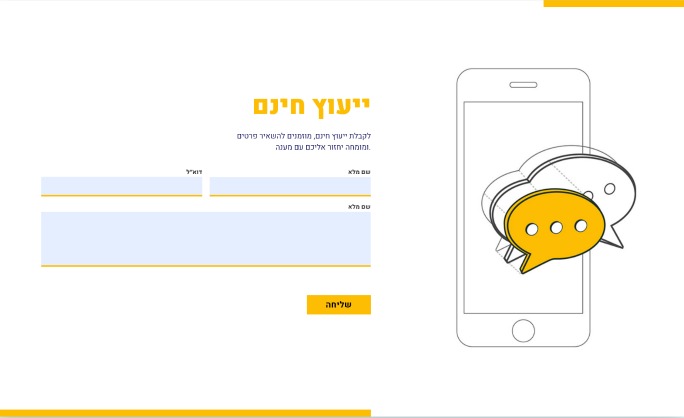 ייעוץ חינם
לקבלת ייעוץ חינם, מוזמנים להשאיר פרטים
ומומחה יחזור אליכם עם מענה.
שם מלא
דוא״ל
שם מלא
שליחה